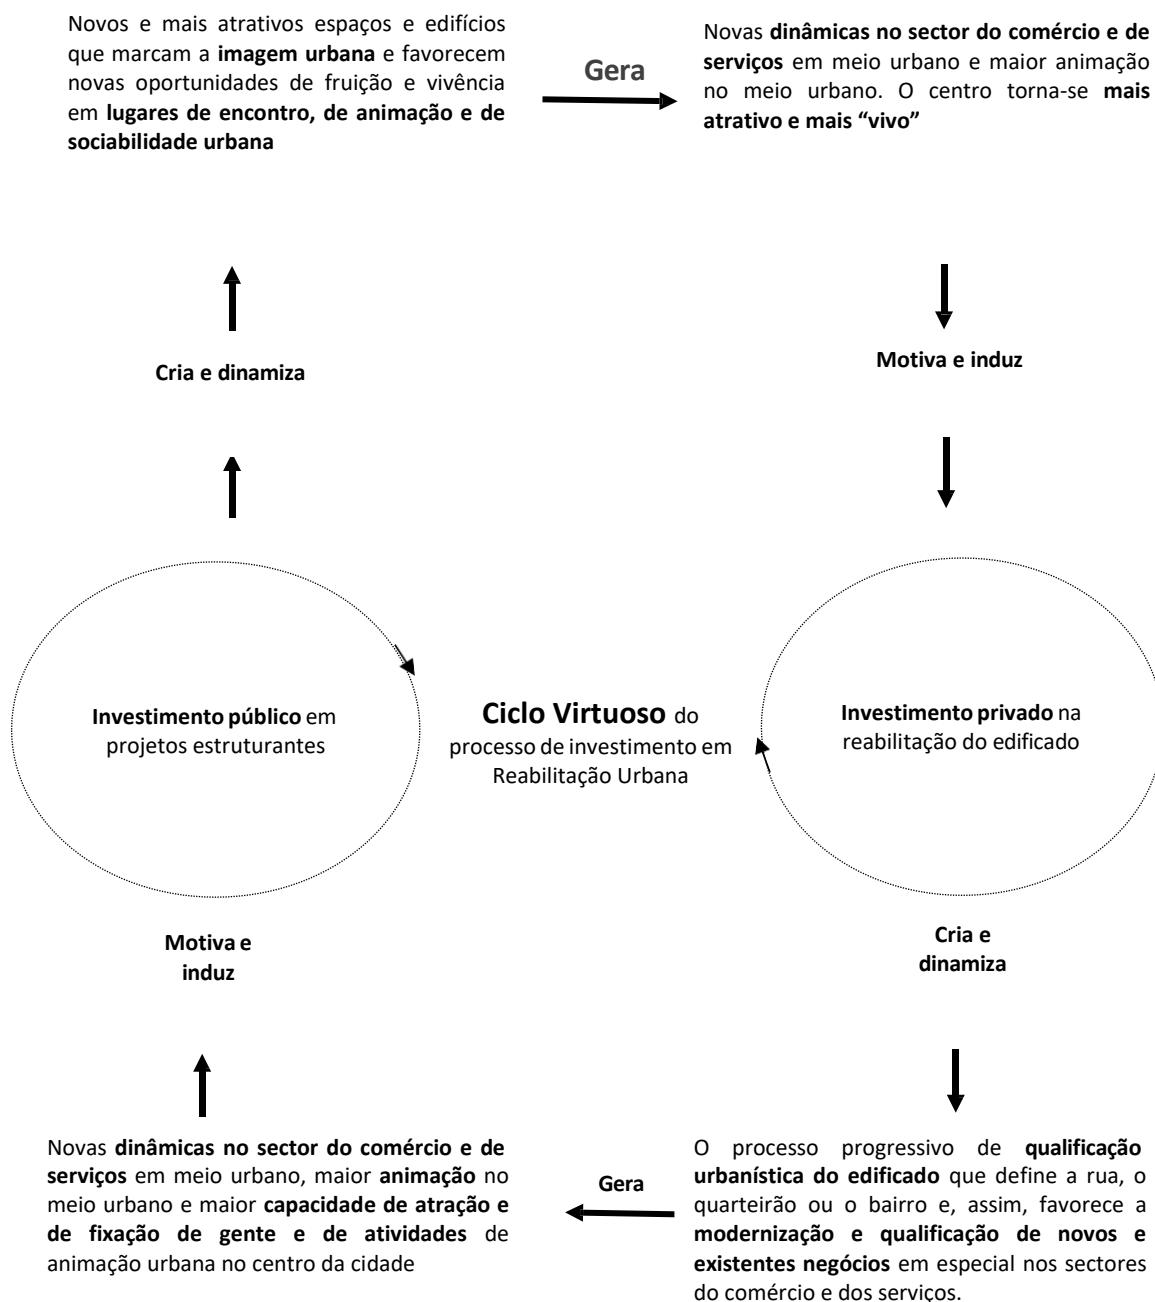 Novos e mais atrativos espaços e edifícios
que marcam a imagem urbana e favorecem
novas oportunidades de fruição e vivência
em lugares de encontro, de animação e de
sociabilidade urbana
Gera
Novas dinâmicas no sector do comércio e de
serviços em meio urbano e maior animação
no meio urbano. O centro torna-se mais
atrativo e mais “vivo”
Cria e dinamiza
Motiva e induz
Investimento público em
projetos estruturantes
Ciclo Virtuoso do
processo de investimento em
Reabilitação Urbana
Investimento privado na
reabilitação do edificado
Motiva e
induz
Cria e
dinamiza
Novas dinâmicas no sector do comércio e de
serviços em meio urbano, maior animação no
meio urbano e maior capacidade de atração e
de fixação de gente e de atividades de
animação urbana no centro da cidade
Gera
O processo progressivo de qualificação
urbanística do edificado que define a rua, o
quarteirão ou o bairro e, assim, favorece a
modernização e qualificação de novos e
existentes negócios em especial nos sectores
do comércio e dos serviços.